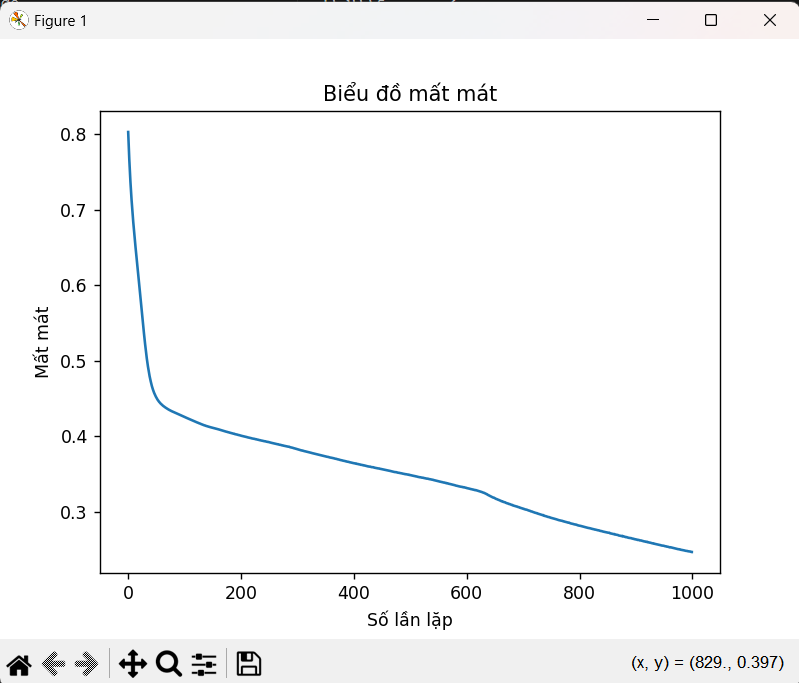 Figure 1
Biểu đồ mất mát
0.8
0.7
0.6
0.5
0.4
0.3
Mất mát
0 200 400 600 800 1000
Số lần lặp
(x, y) = (829., 0.397)